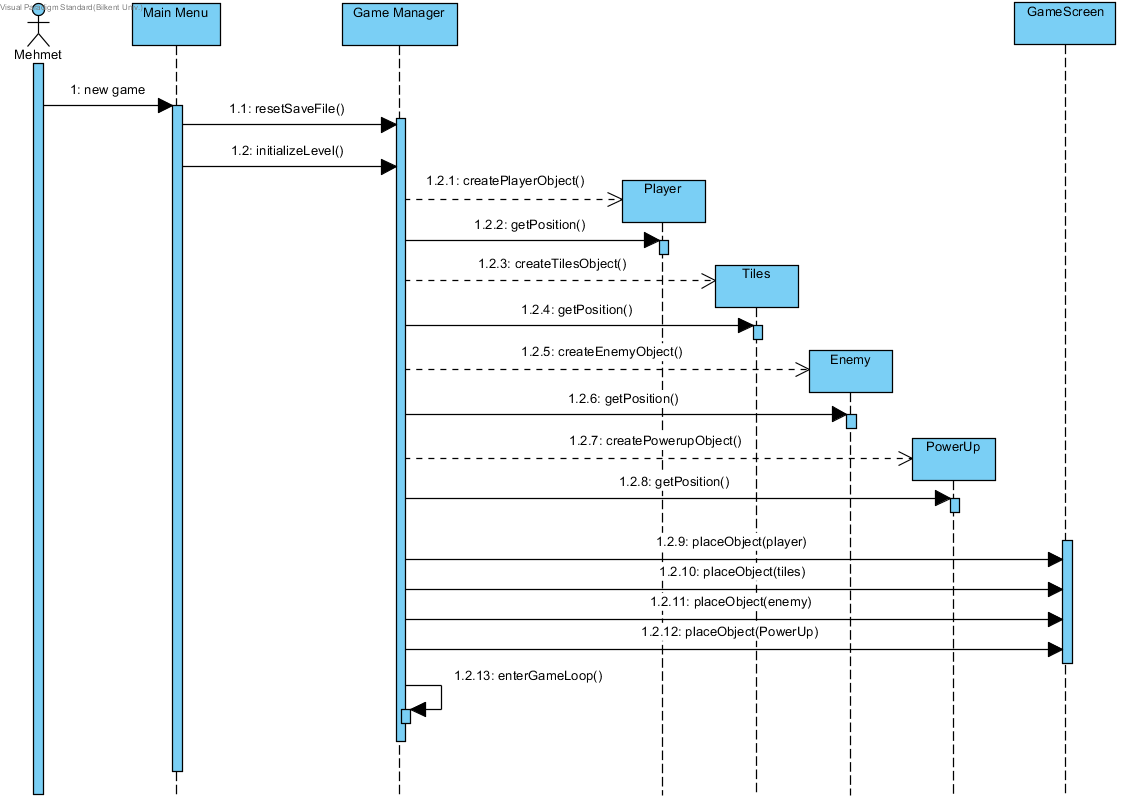 Visual Paradigm Standard(Bilkent Univ.)
Mehmet
Main Menu
Game Manager
GameScreen
1: new game
1.1: resetSaveFile()
1.2: initializeLevel()
1.2.1: createPlayerObject()
Player
1.2.2: getPosition()
1.2.3: createTilesObject()
Tiles
1.2.4: getPosition()
1.2.5: createEnemyObject()
Enemy
1.2.6: getPosition()
1.2.7: createPowerupObject()
PowerUp
1.2.8: getPosition()
1.2.9: placeObject(player)
1.2.10: placeObject(tiles)
1.2.11: placeObject(enemy)
1.2.12: placeObject(PowerUp)
1.2.13: enterGameLoop()